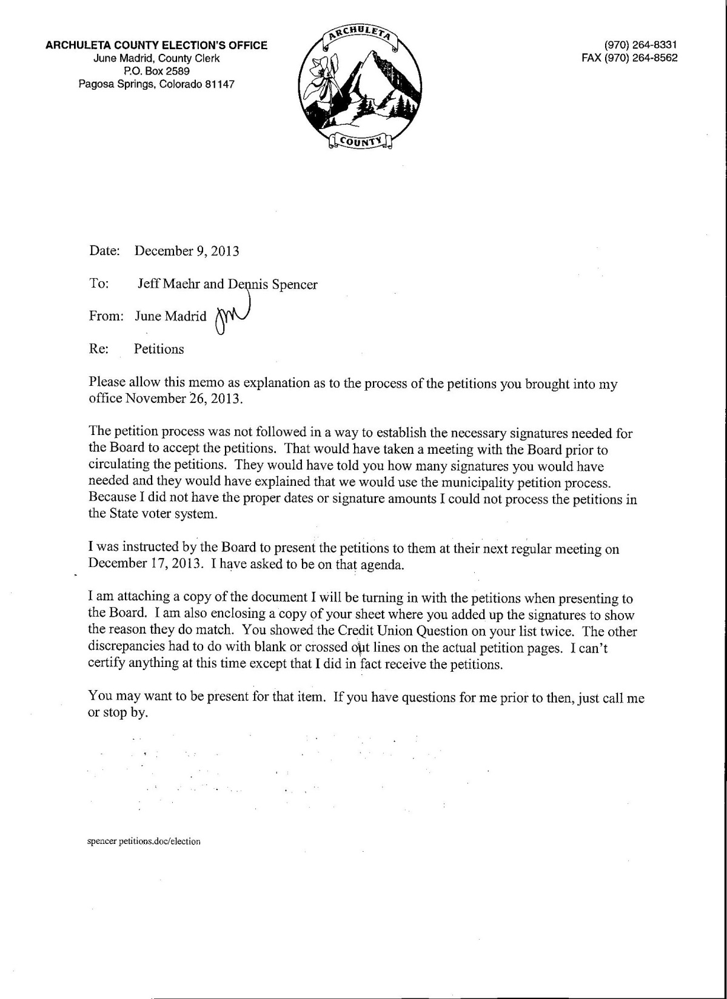 ARCHULETA COUNTY ELECTION'S OFFICE
June Madrid, County Clerk
P.O. Box 2589
Pagosa Springs, Colorado 81147
ARCHULETA
COUNTY
(970) 264-8331
FAX (970) 264-8562
Date: December 9, 2013
To: Jeff Maehr and Dennis Spencer
From: June Madrid JM
Re: Petitions
Please allow this memo as explanation as to the process of the petitions you brought into my
office November 26, 2013.
The petition process was not followed in a way to establish the necessary signatures needed for
the Board to accept the petitions. That would have taken a meeting with the Board prior to
circulating the petitions. They would have told you how many signatures you would have
needed and they would have explained that we would use the municipality petition process.
Because I did not have the proper dates or signature amounts I could not process the petitions in
the State voter system.
I was instructed by the Board to present the petitions to them at their next regular meeting on
December 17, 2013. I have asked to be on that agenda.
I am attaching a copy of the document I will be turning in with the petitions when presenting to
the Board. I am also enclosing a copy of your sheet where you added up the signatures to show
the reason they do match. You showed the Credit Union Question on your list twice. The other
discrepancies had to do with blank or crossed out lines on the actual petition pages. I can't
certify anything at this time except that I did in fact receive the petitions.
You may want to be present for that item. If you have questions for me prior to then, just call me
or stop by.
spencer petitions.doc/election